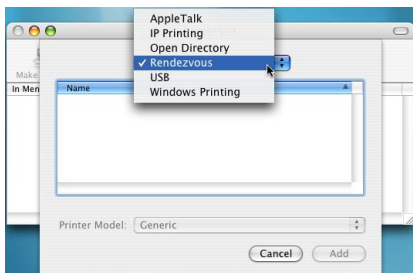 AppleTalk
IP Printing
Open Directory
✓ Rendezvous
USB
Windows Printing
Make
In Men
Name
Printer Model: Generic
Cancel Add